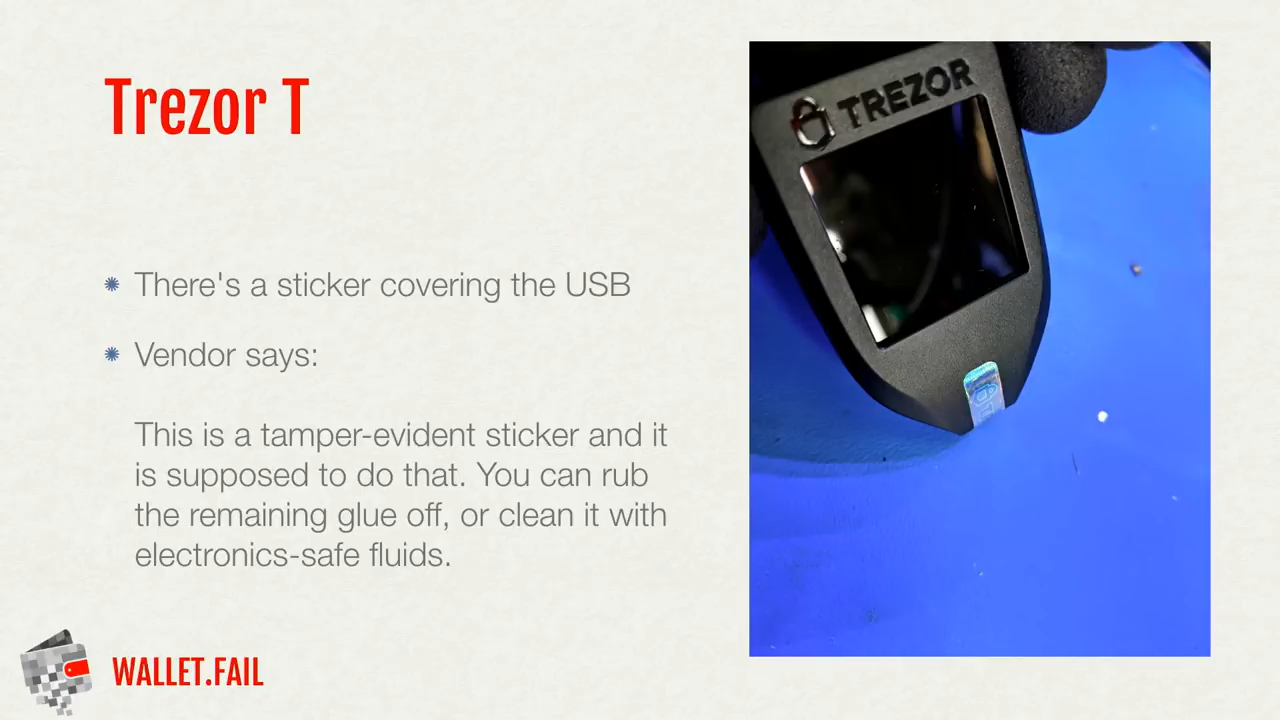 Trezor T
TREZOR
There's a sticker covering the USB
Vendor says:
This is a tamper-evident sticker and it
is supposed to do that. You can rub
the remaining glue off, or clean it with
electronics-safe fluids.
WALLET.FAIL